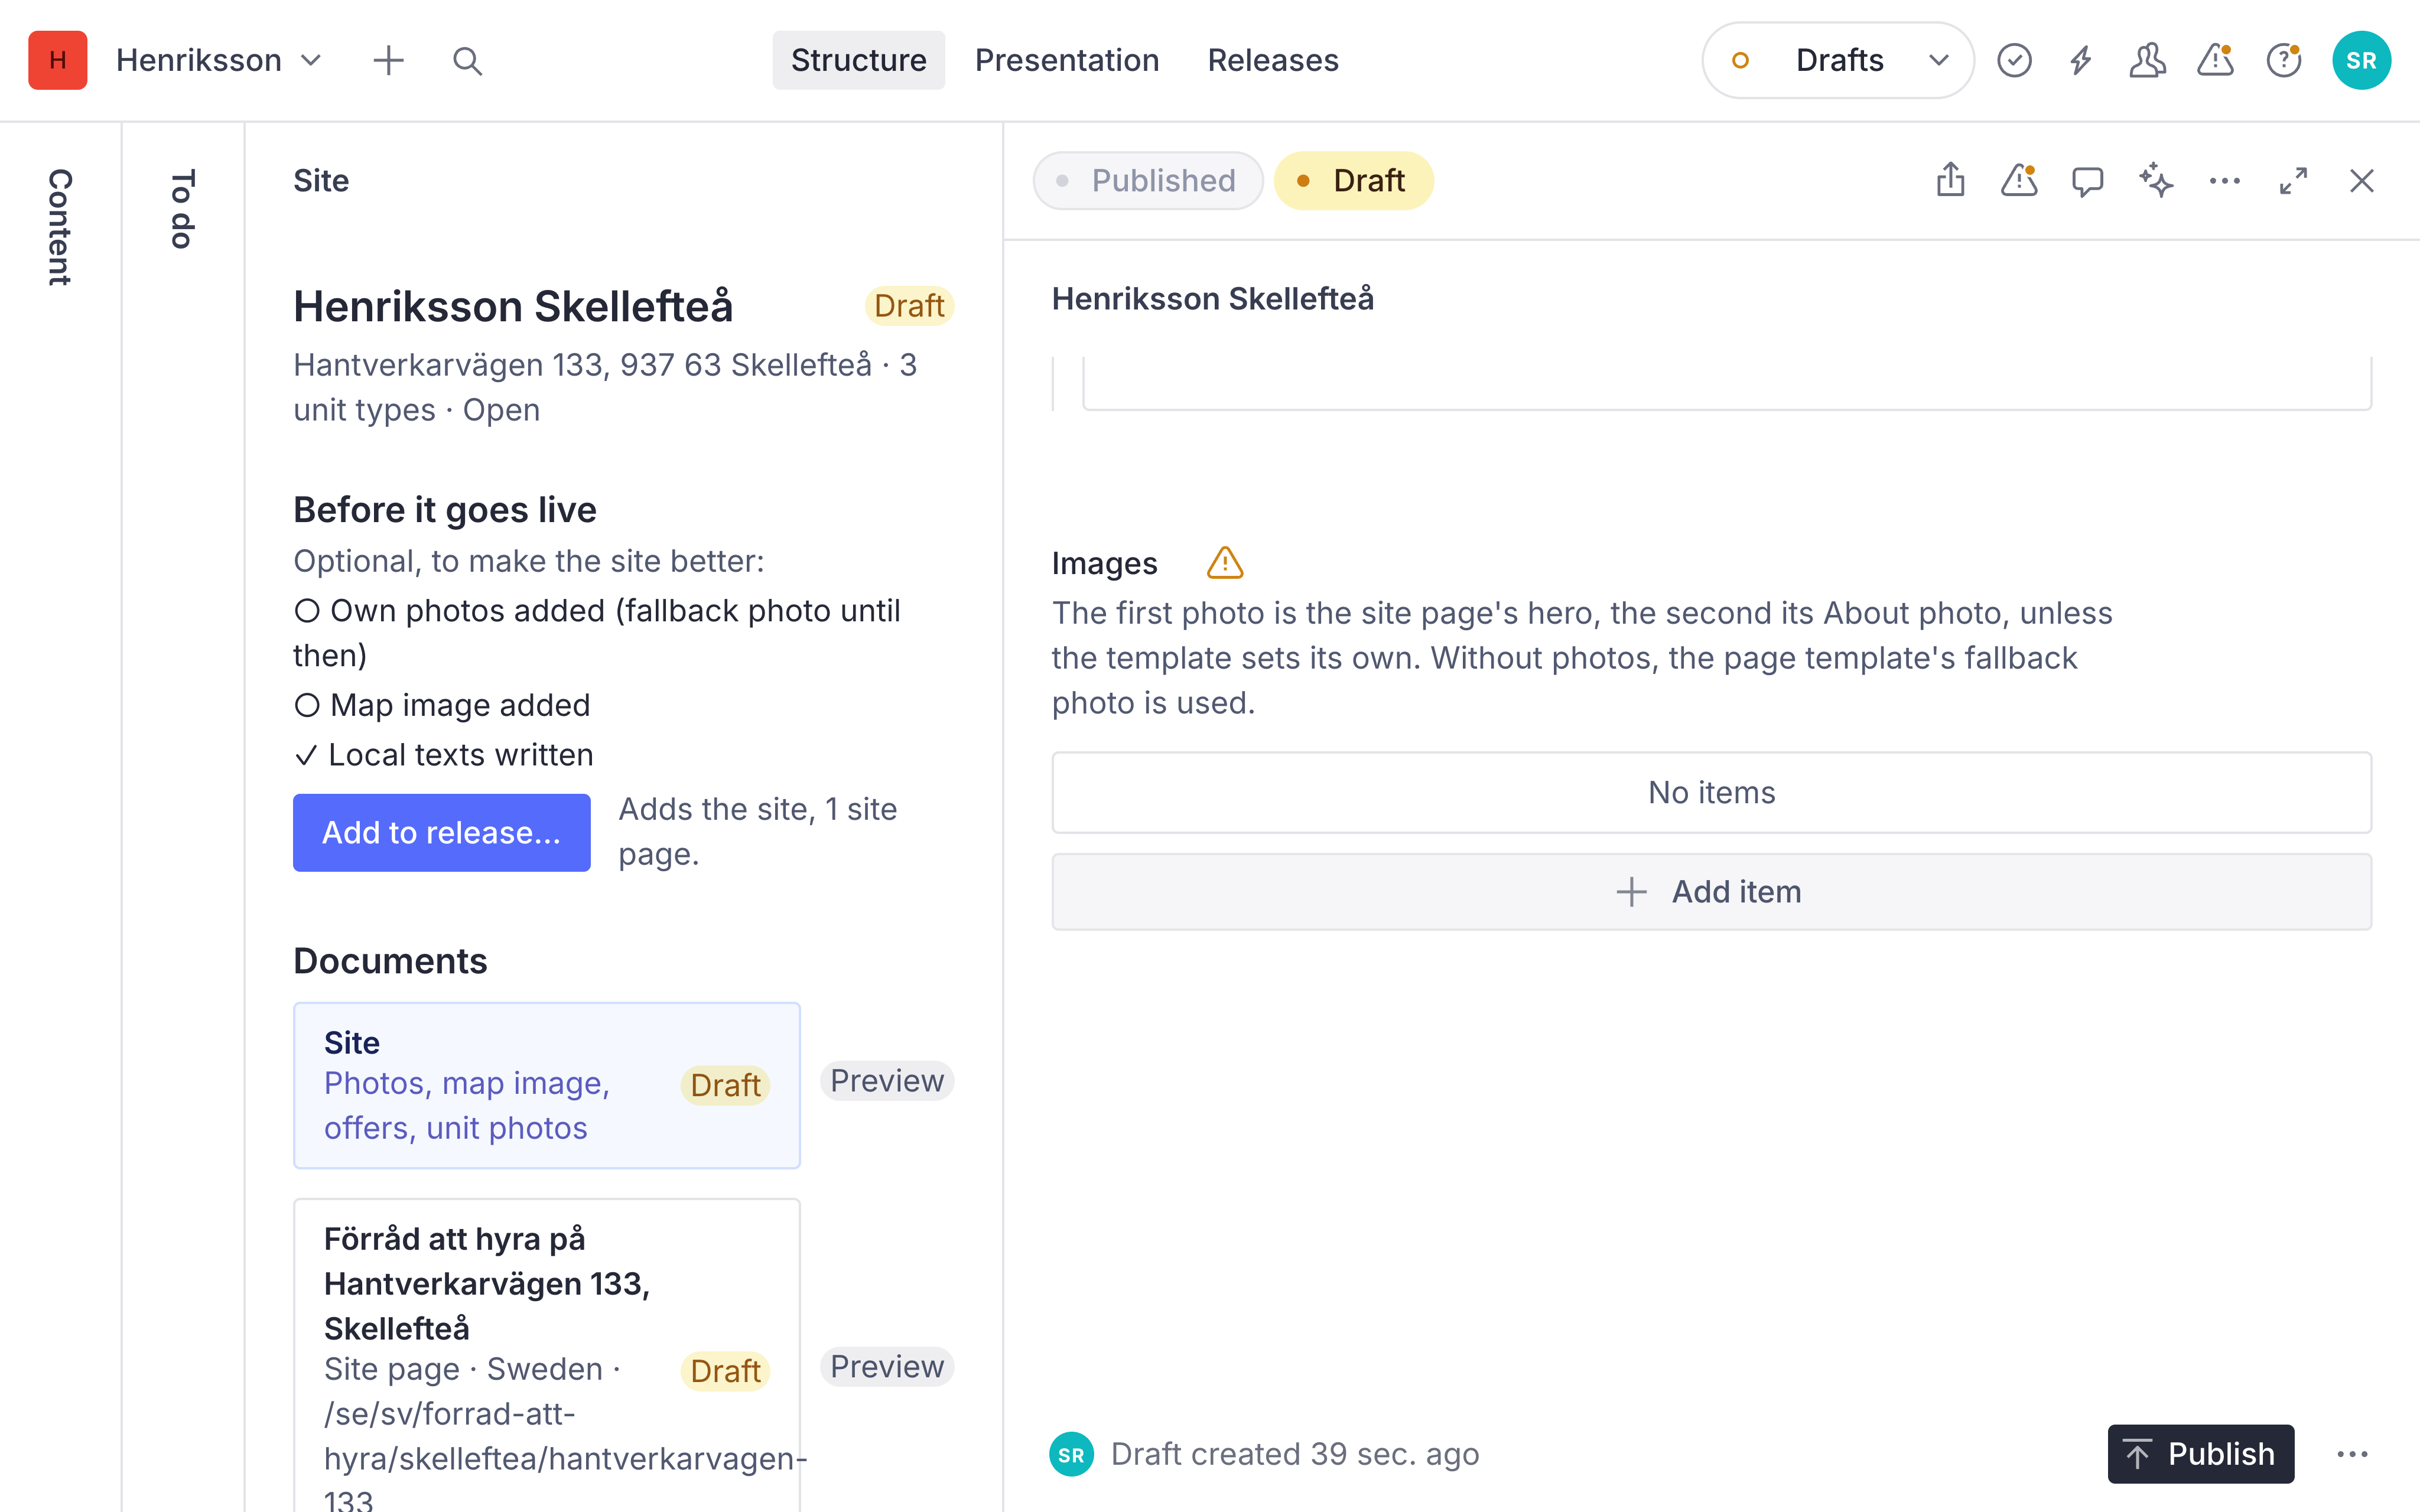 H Henriksson
Structure Presentation Releases
Drafts
SR
Content
To do
Site
Henriksson Skellefteå Draft
Hantverkarvägen 133, 937 63 Skellefteå · 3
unit types · Open
Before it goes live
Optional, to make the site better:
Own photos added (fallback photo until
then)
Map image added
✓ Local texts written
Add to release...
Adds the site, 1 site
page.
Documents
Site
Photos, map image,
offers, unit photos
Draft
Preview
Förråd att hyra på
Hantverkarvägen 133,
Skellefteå
Site page · Sweden ·
/se/sv/forrad-att-
hyra/skelleftea/hantverkarvagen-
133
Draft
Preview
Published Draft
Henriksson Skellefteå
Images
The first photo is the site page's hero, the second its About photo, unless
the template sets its own. Without photos, the page template's fallback
photo is used.
No items
Add item
SR Draft created 39 sec. ago
Publish